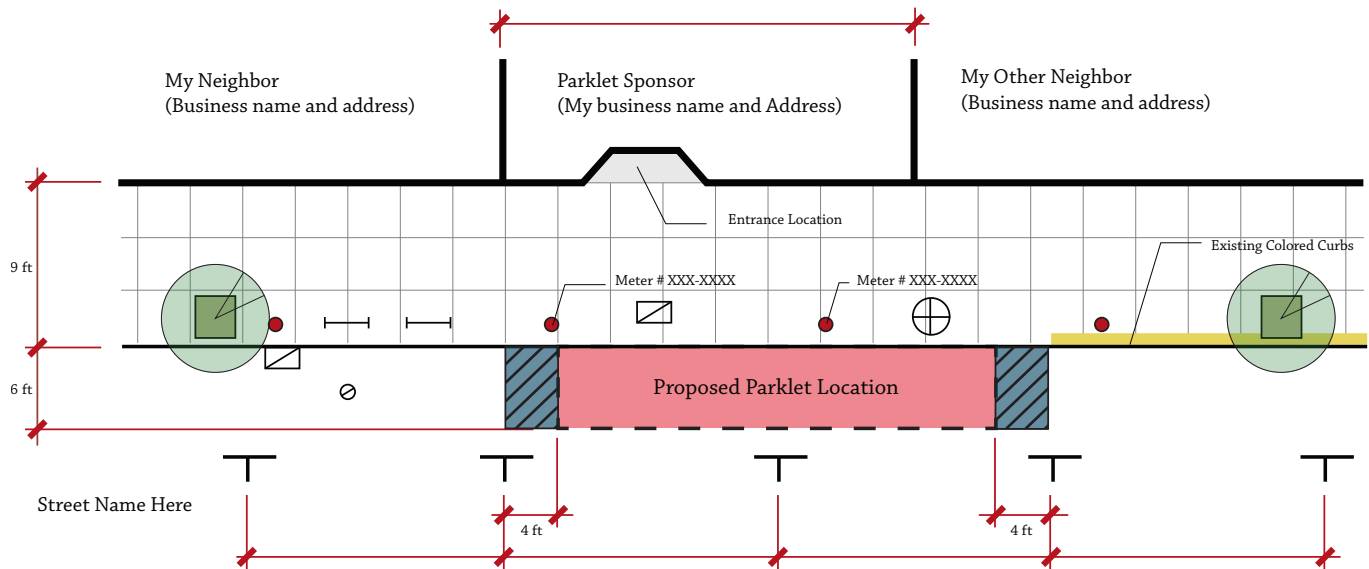 My Neighbor
(Business name and address)
Parklet Sponsor
(My business name and Address)
My Other Neighbor
(Business name and address)
Entrance Location
Existing Colored Curbs
9 ft
Meter # XXX-XXXX
Meter # XXX-XXXX
6 ft
Proposed Parklet Location
Street Name Here
4 ft
4 ft